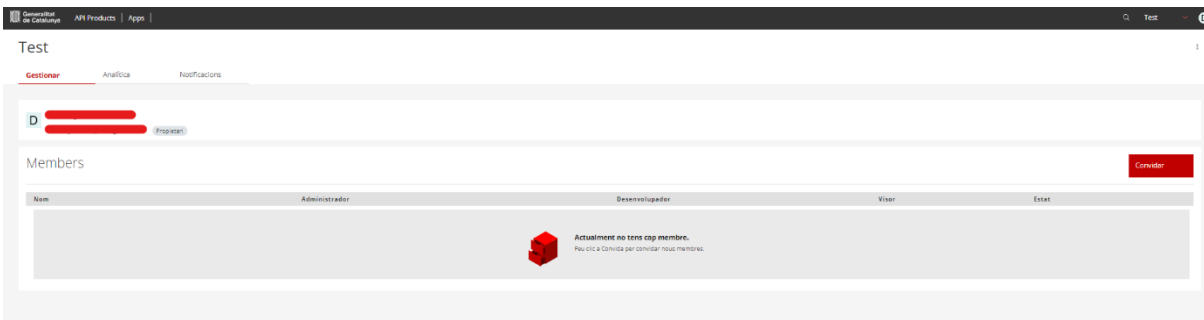 Generalitat de Catalunya API Products | Apps | Test
Test
Gestionar Analítica Notificacions
D
Propietari
Members Convidar
Nom Administrador Desenvolupador Visor Estat
Actualment no tens cap membre.
Feu clic a Convida per convidar nous membres.